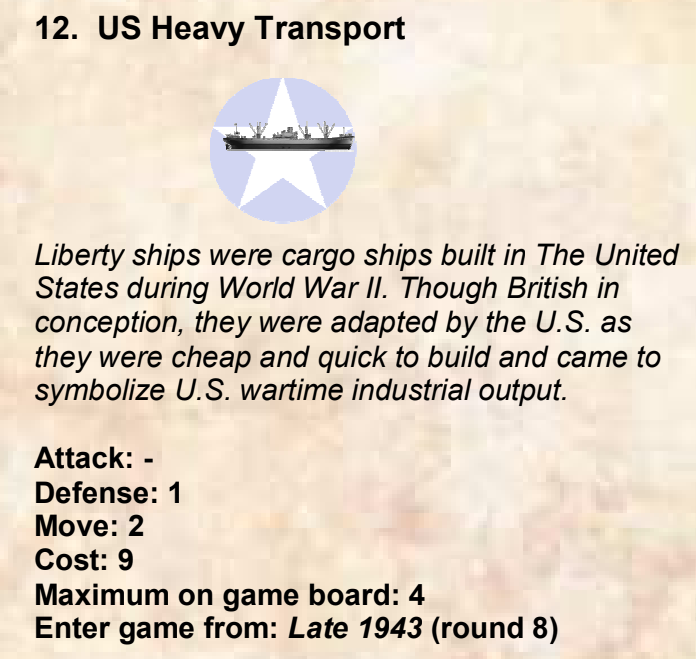 12. US Heavy Transport
Liberty ships were cargo ships built in The United
States during World War II. Though British in
conception, they were adapted by the U.S. as
they were cheap and quick to build and came to
symbolize U.S. wartime industrial output.
Attack: -
Defense: 1
Move: 2
Cost: 9
Maximum on game board: 4
Enter game from: Late 1943 (round 8)